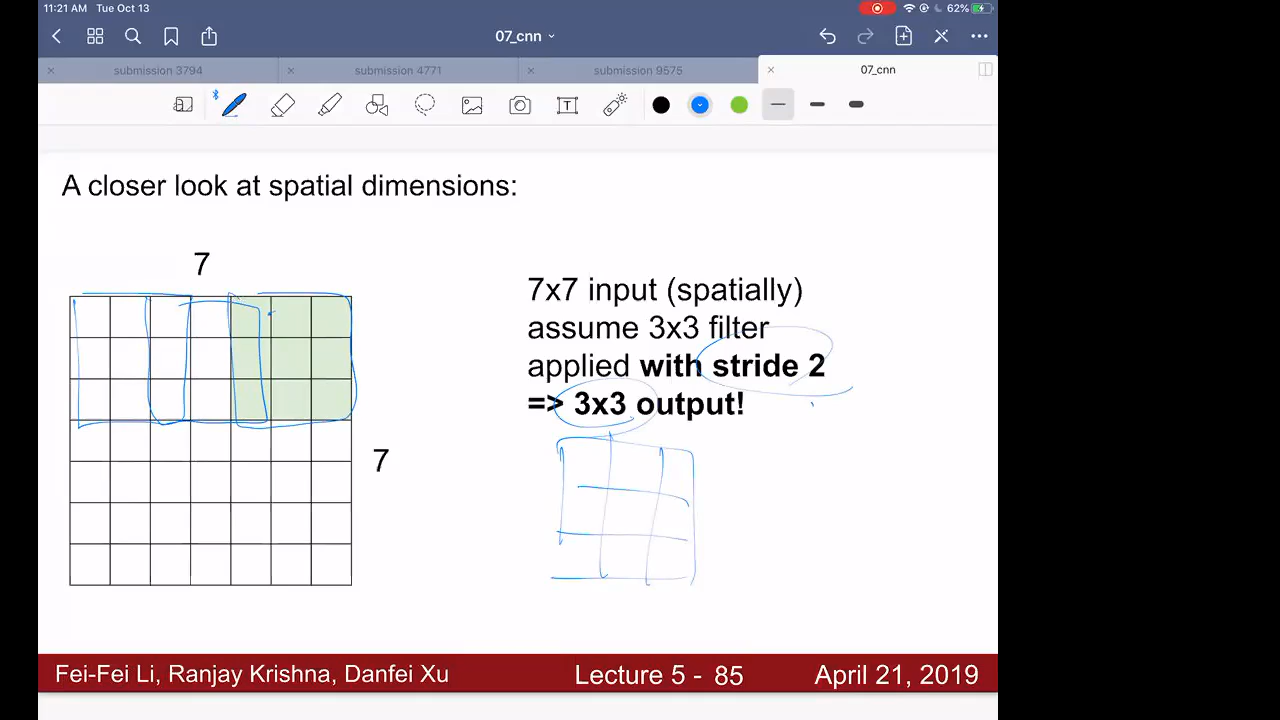 11:21 AM Tue Oct 13
62%
07_cnn
submission 3794
submission 4771
submission 9575
07_cnn
T
A closer look at spatial dimensions:
7
7x7 input (spatially)
assume 3x3 filter
applied with stride 2
=> 3x3 output!
7
Fei-Fei Li, Ranjay Krishna, Danfei Xu
Lecture 5 - 85
April 21, 2019